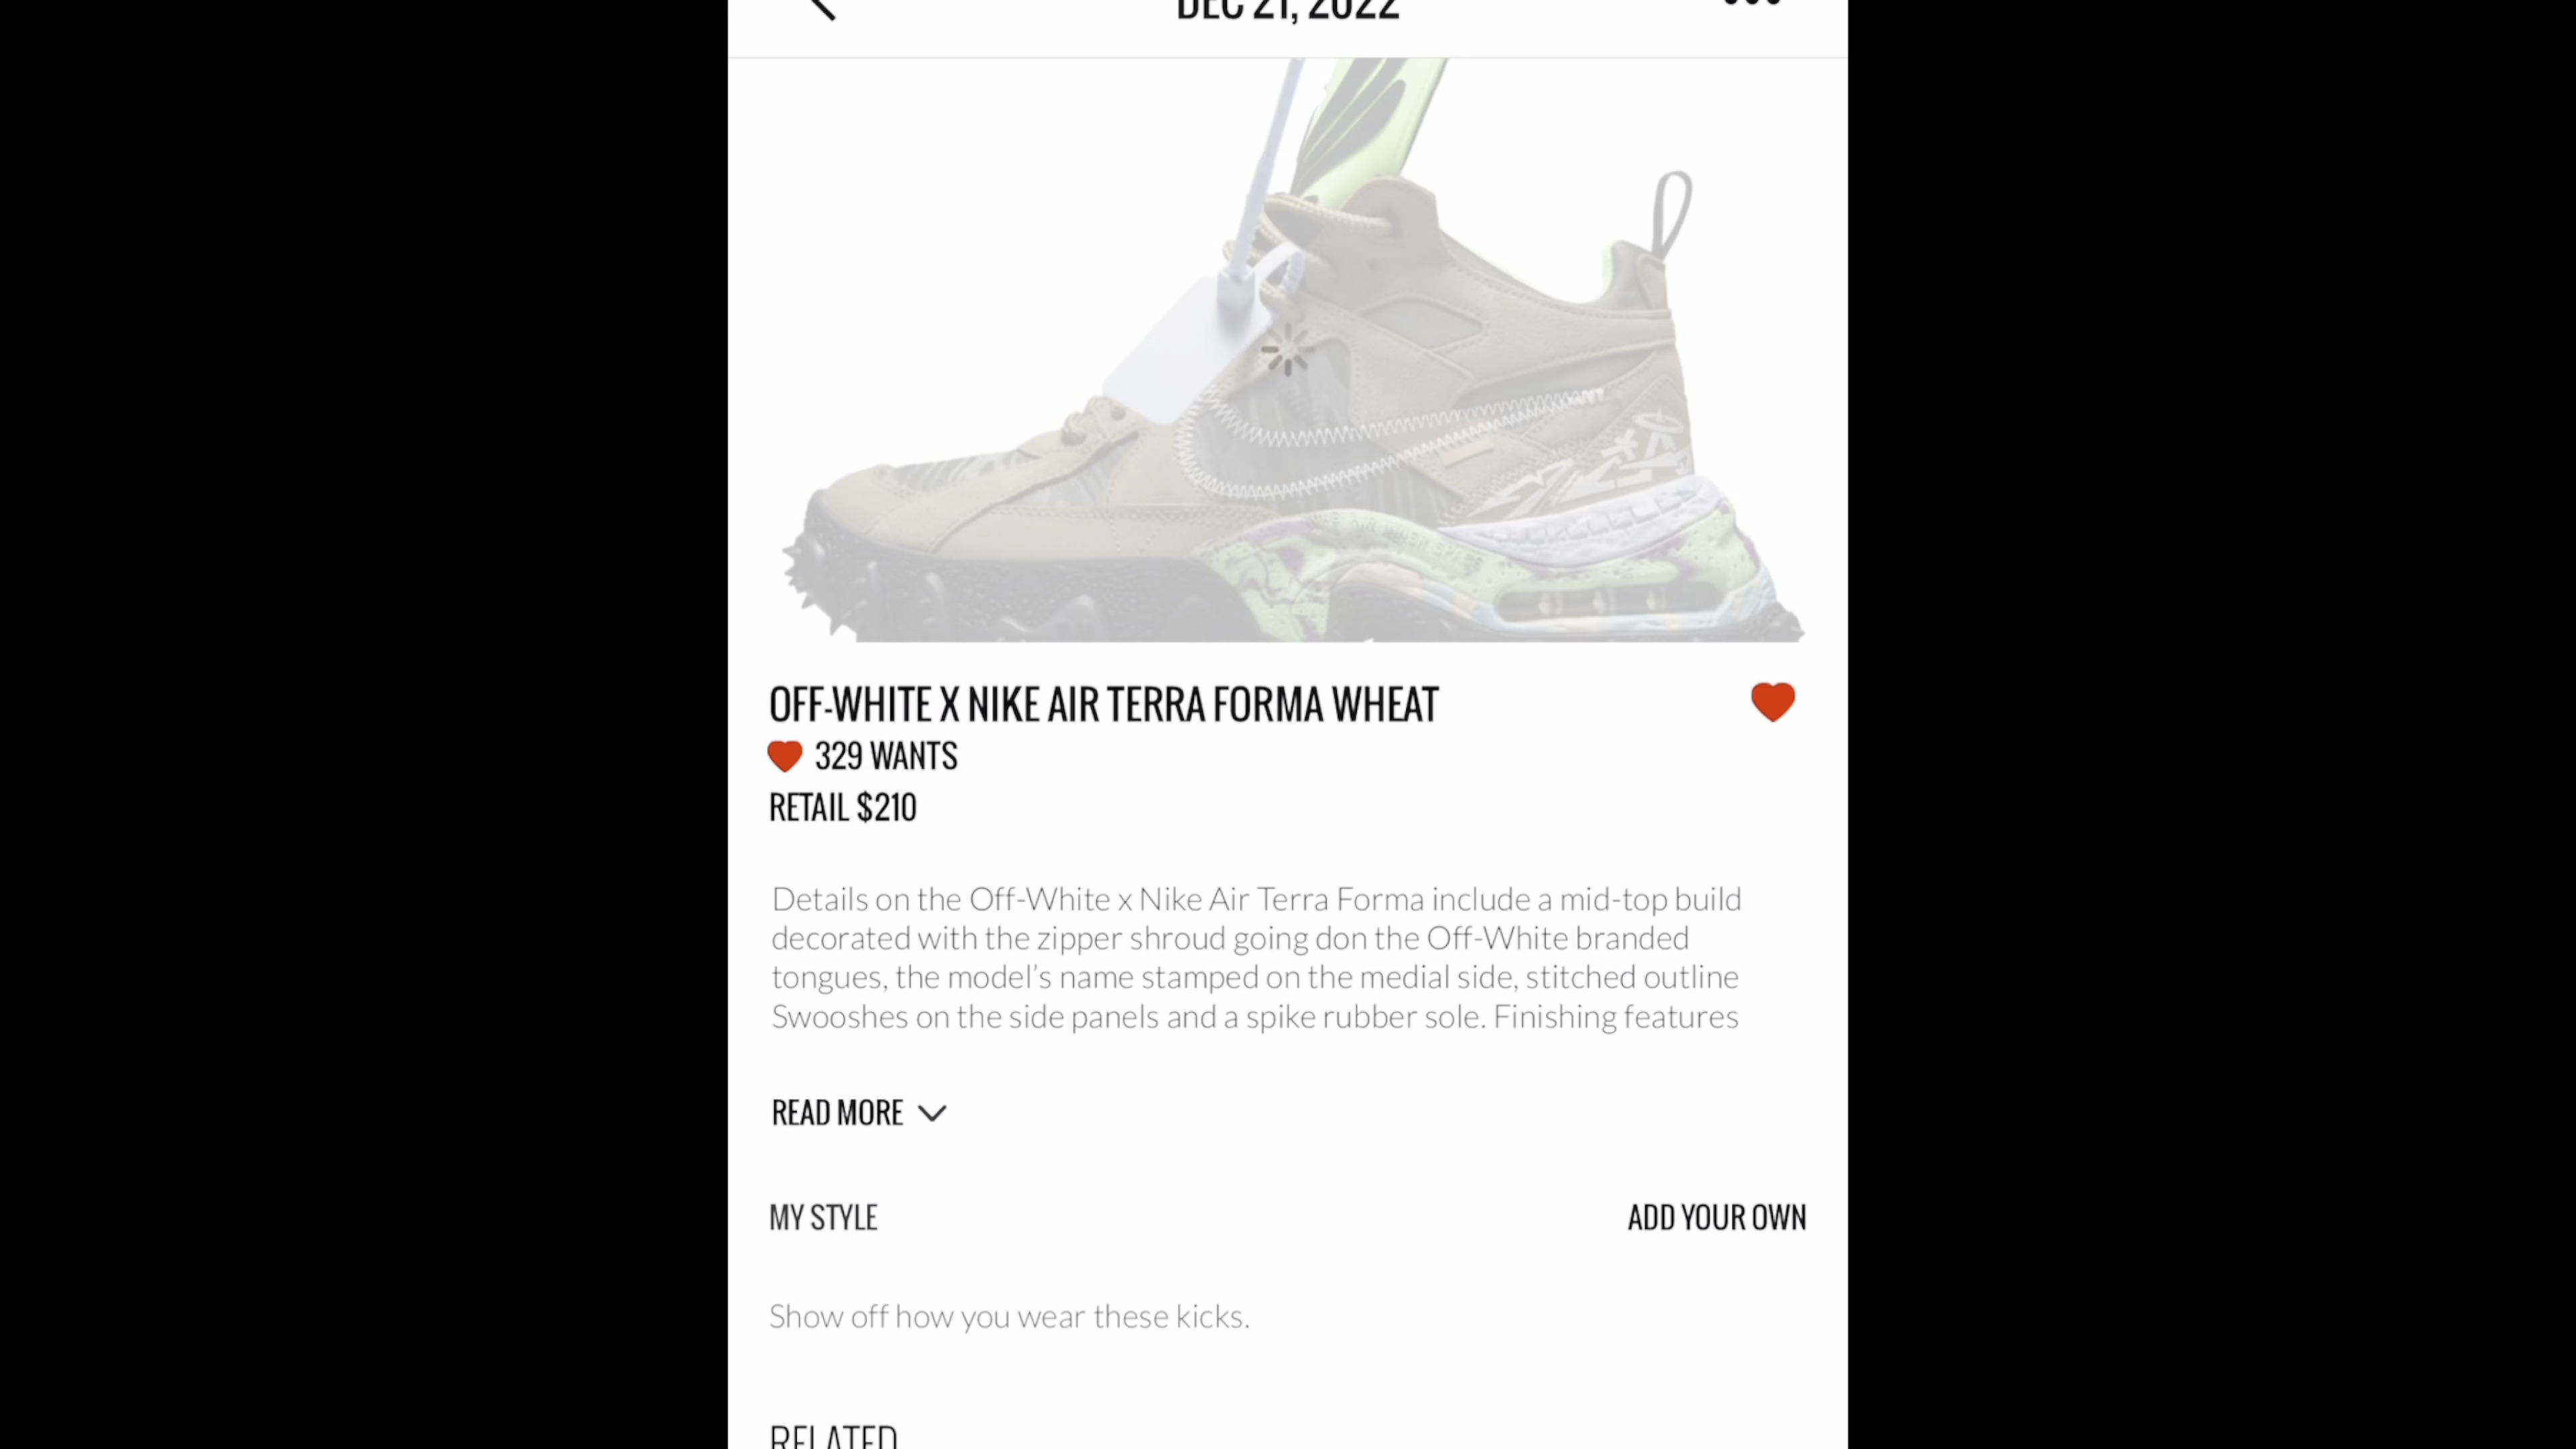 DEC 21, 2022
OFF-WHITE X NIKE AIR TERRA FORMA WHEAT
329 WANTS
RETAIL $210
Details on the Off-White x Nike Air Terra Forma include a mid-top build
decorated with the zipper shroud going don the Off-White branded
tongues, the model's name stamped on the medial side, stitched outline
Swooshes on the side panels and a spike rubber sole. Finishing features
READ MORE
MY STYLE
ADD YOUR OWN
Show off how you wear these kicks.
RELATED